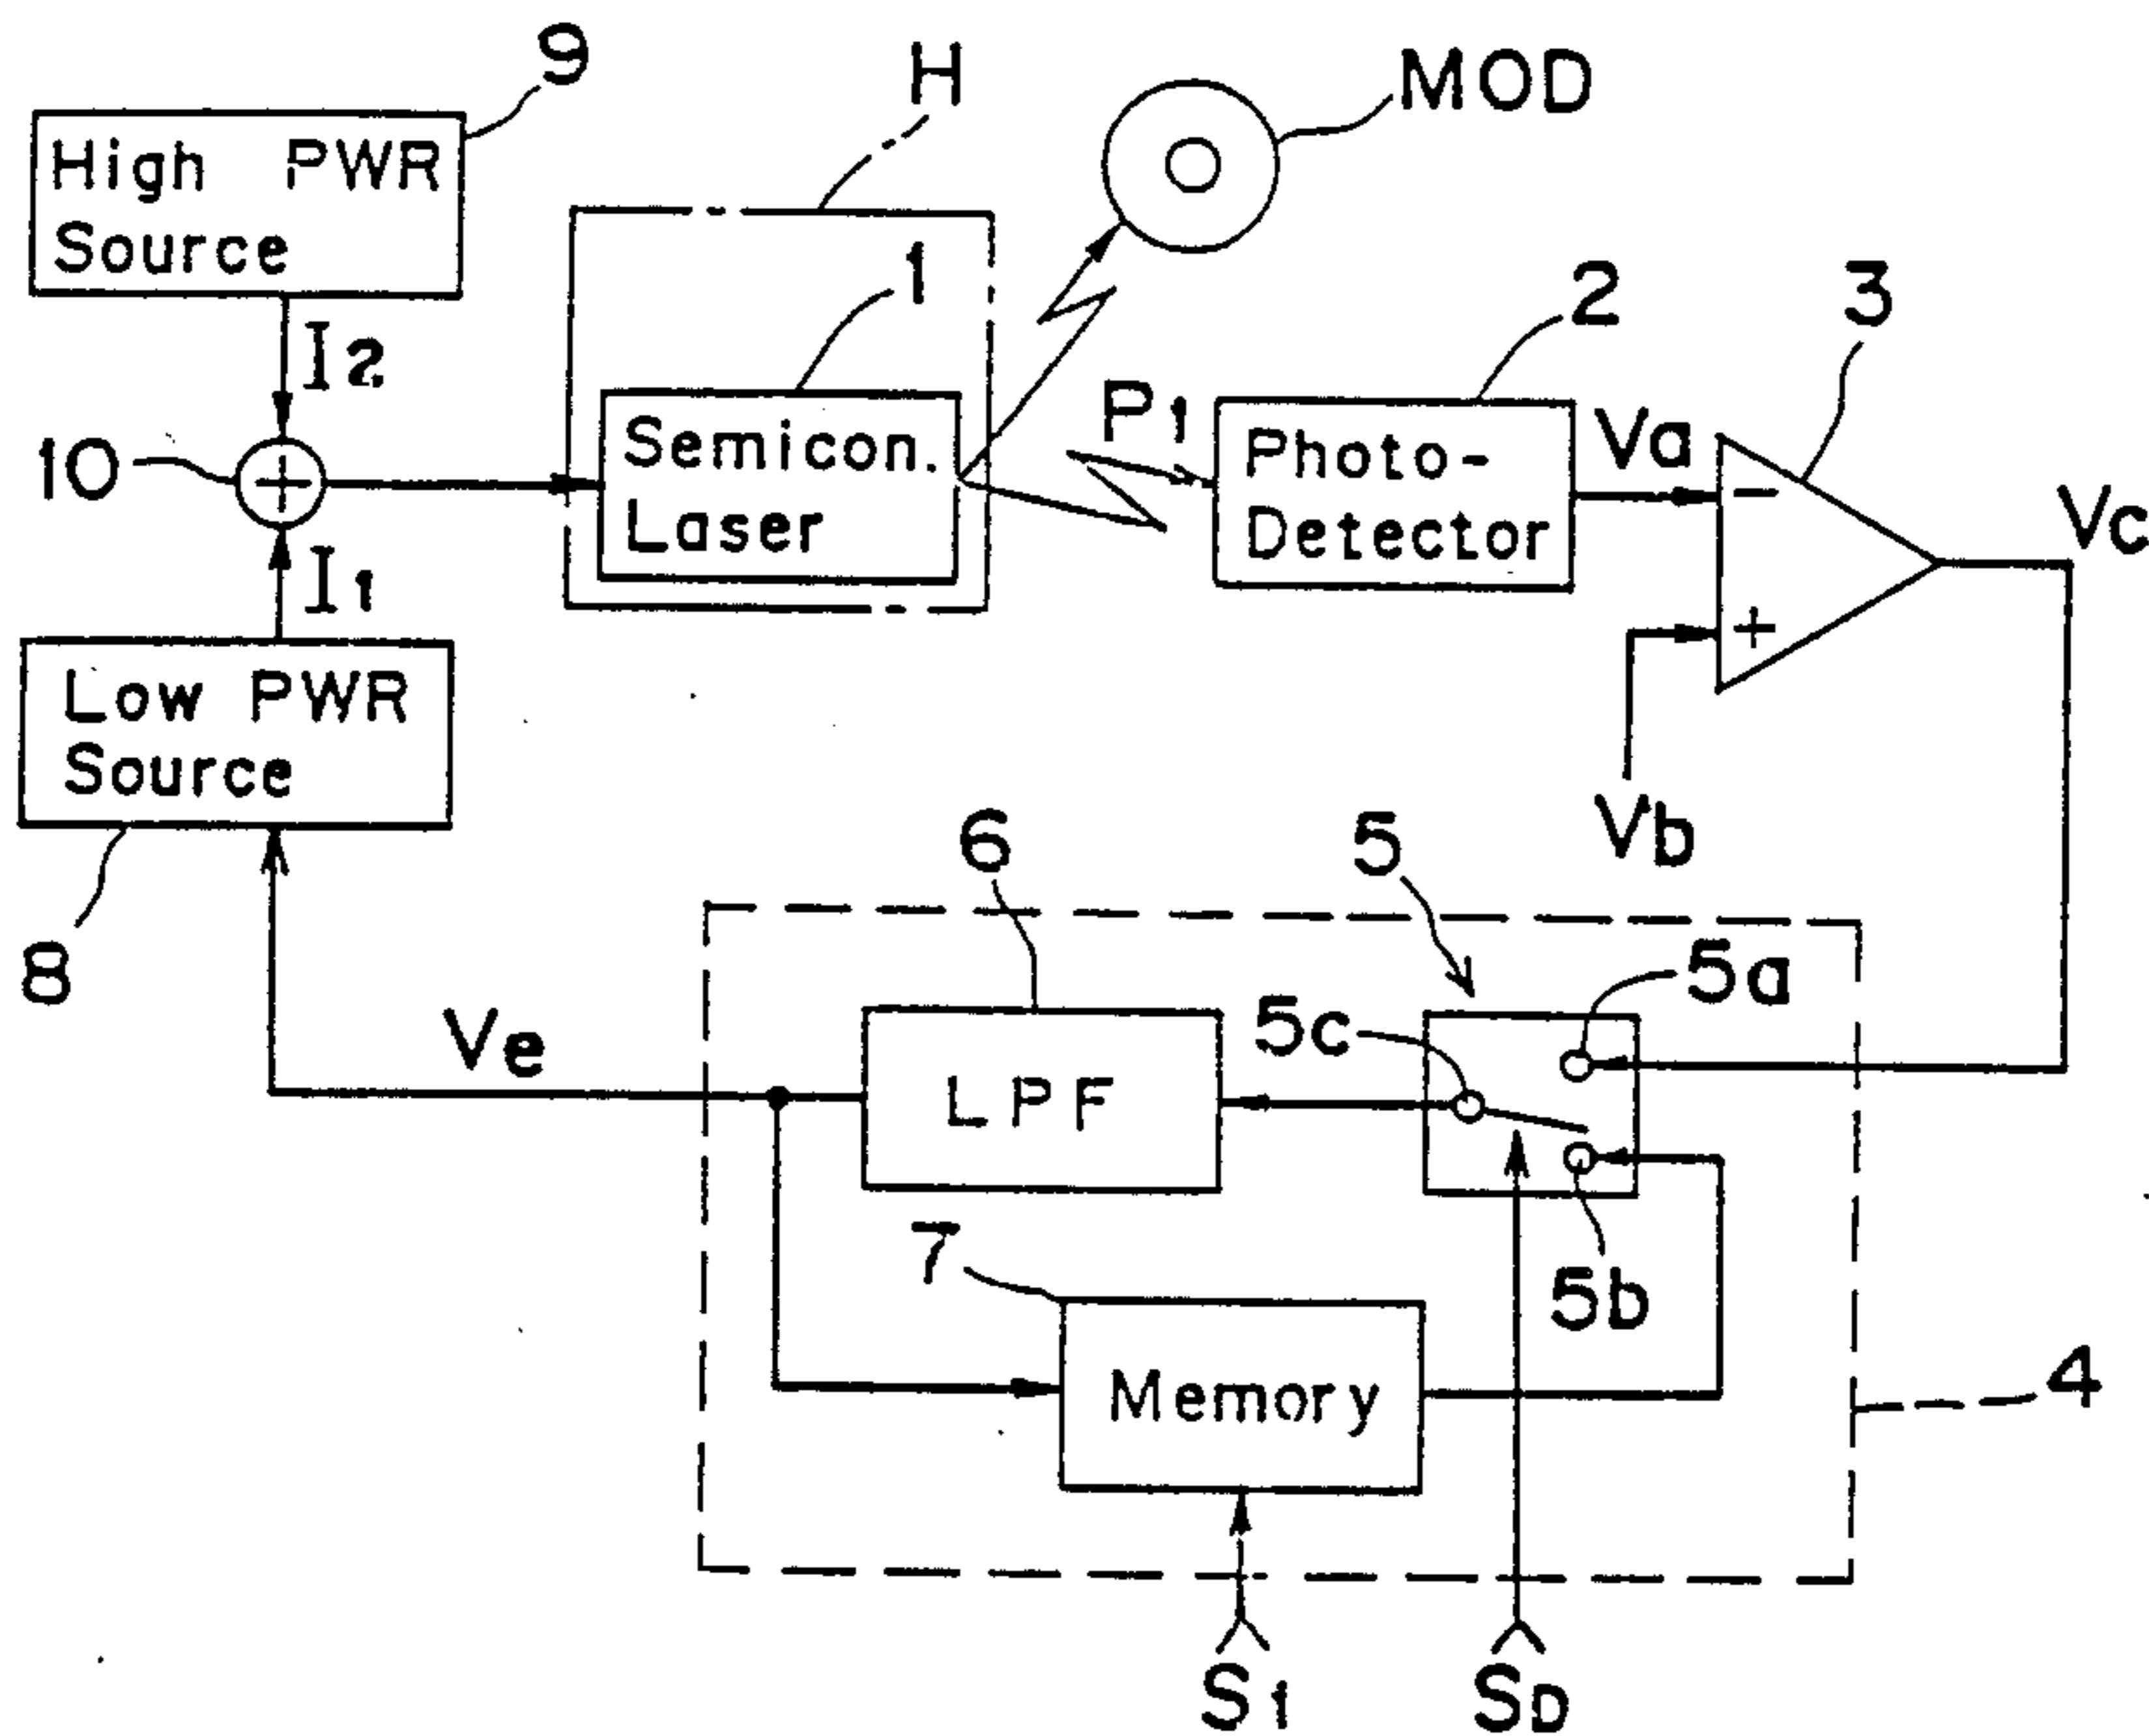 9
H
MOD
High PWR
Source
1
2
3
I2
P1
Va
10
Semicon.
Laser
Photo-
Detector
-
Vc
I1
+
Low PWR
Source
Vb
6
5
8
5a
Ve
5c
LPF
7
5b
Memory
4
S1
SD